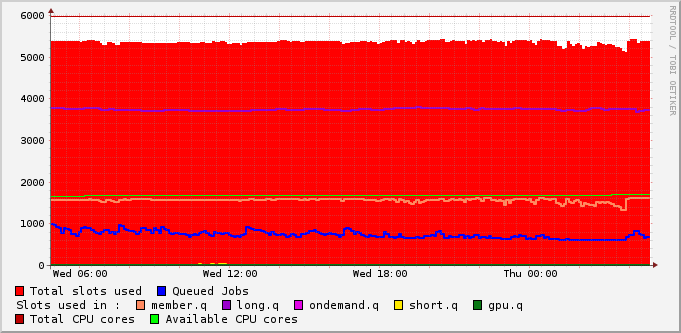 RRDTOOL / TOBI OETIKER
6000
5000
4000
3000
2000
1000
0
Wed 06:00 Wed 12:00 Wed 18:00 Thu 00:00
Total slots used Queued Jobs
Slots used in : member.q long.q ondemand.q short.q gpu.q
Total CPU cores Available CPU cores